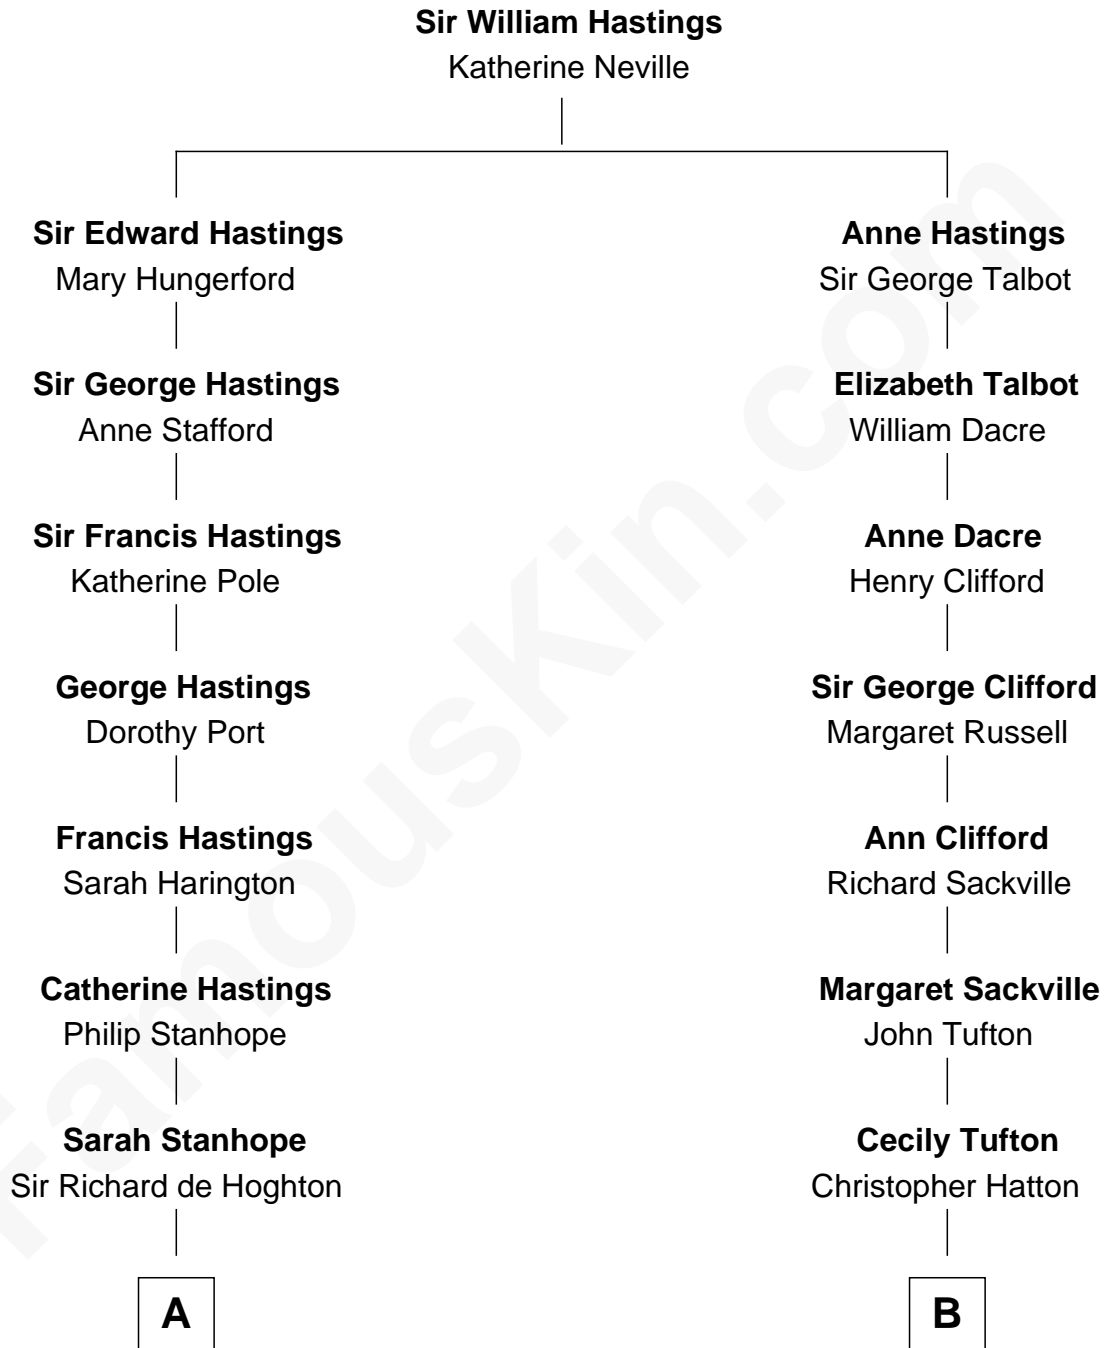 Sir William Hastings
Katherine Neville
Sir Edward Hastings
Mary Hungerford
Anne Hastings
Sir George Talbot
Sir George Hastings
Anne Stafford
Elizabeth Talbot
William Dacre
Sir Francis Hastings
Katherine Pole
Anne Dacre
Henry Clifford
George Hastings
Dorothy Port
Sir George Clifford
Margaret Russell
Francis Hastings
Sarah Harington
Ann Clifford
Richard Sackville
Catherine Hastings
Philip Stanhope
Margaret Sackville
John Tufton
Sarah Stanhope
Sir Richard de Hoghton
Cecily Tufton
Christopher Hatton
A
B
FamousKin.com